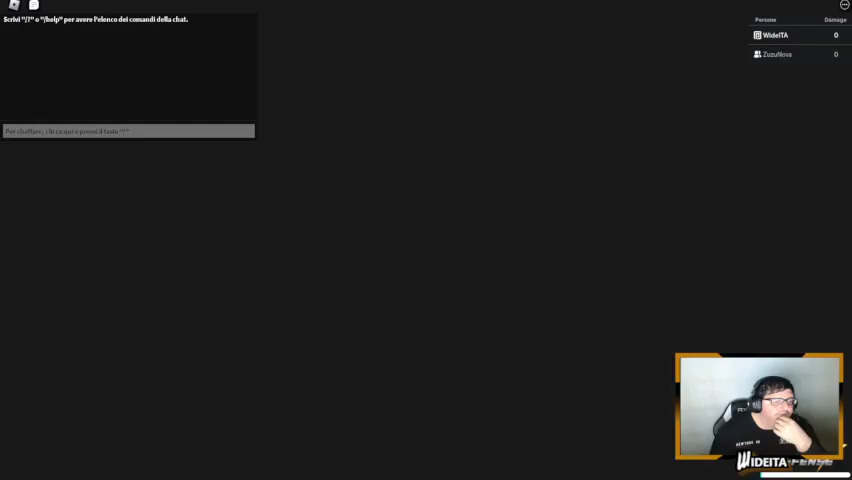 Scrivi "/?" o "/help" per avere l'elenco dei comandi della chat.
Per chattare, clicca qui o premi il tasto "/"
Persone Damage
WIdeITA 0
ZuzuNova 0
WIDEITA